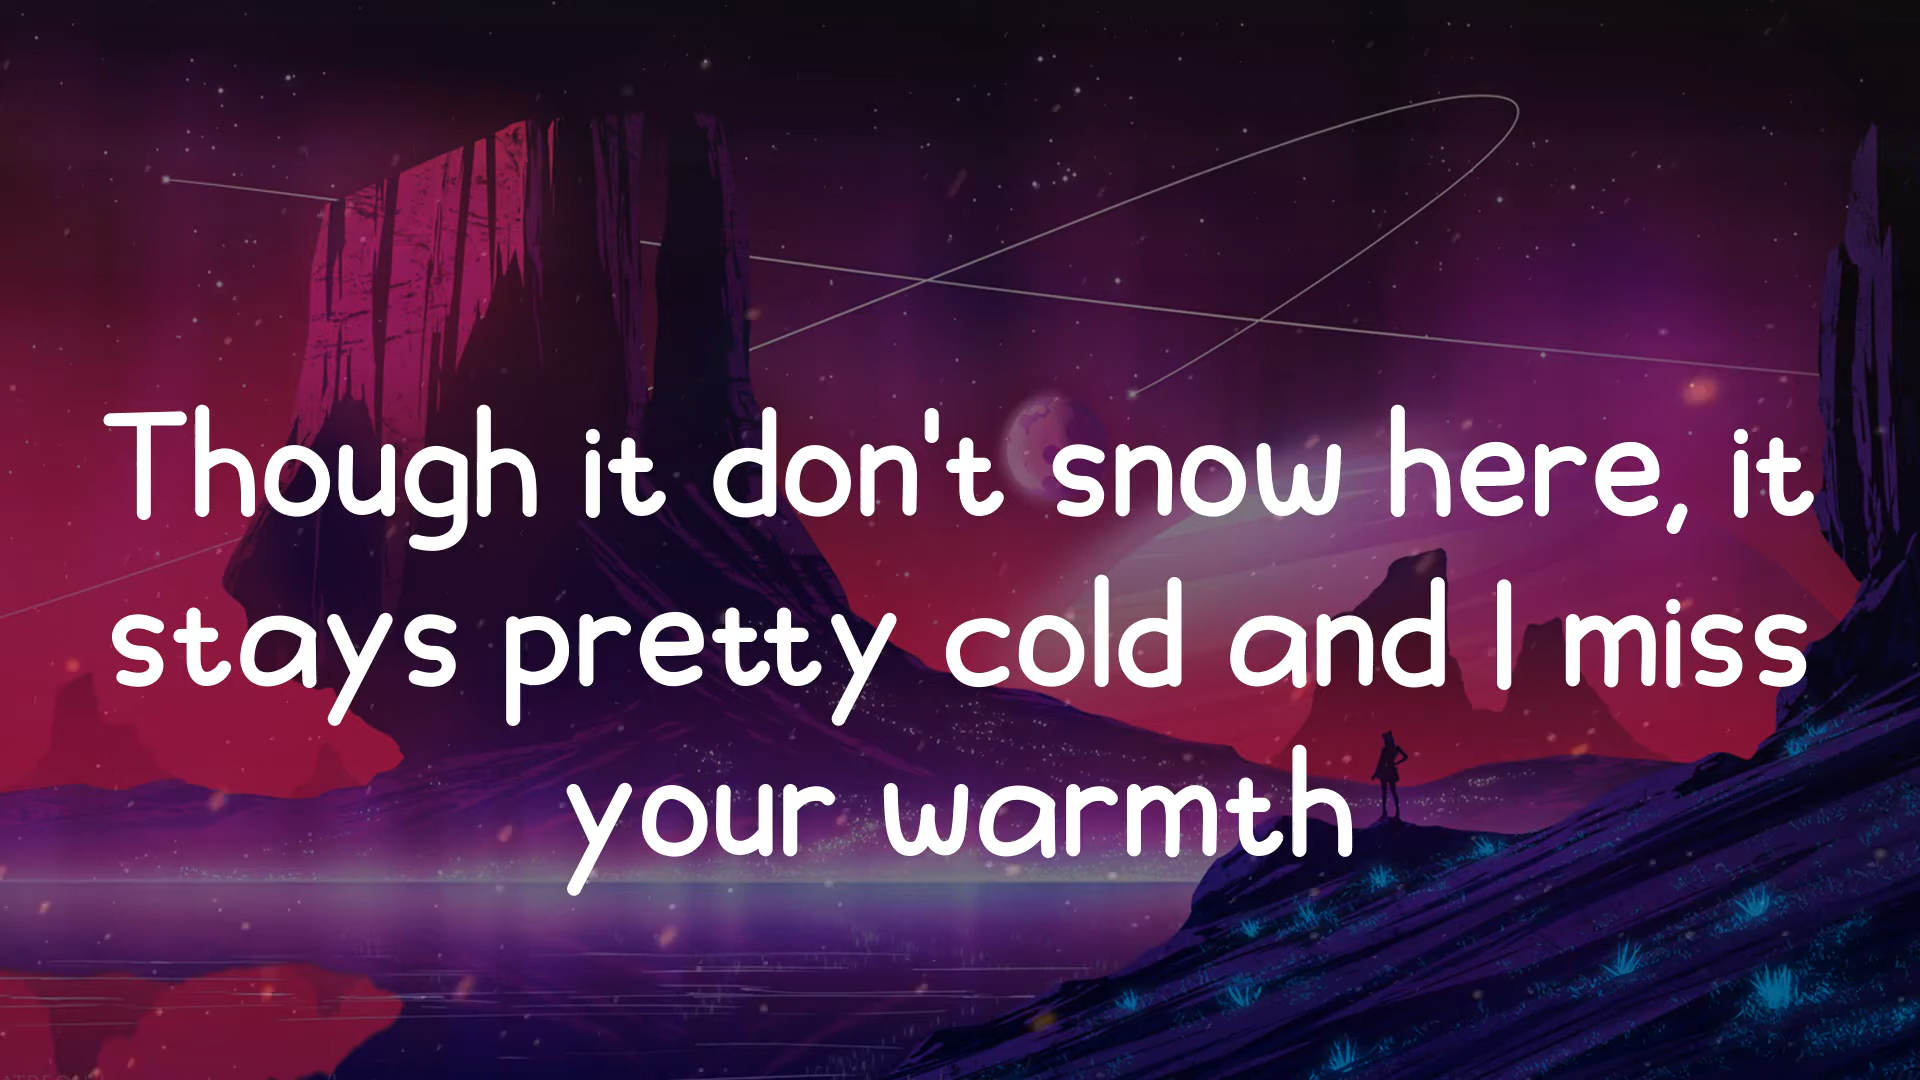 Though it don't snow here, it
stays pretty cold and I miss
your warmth